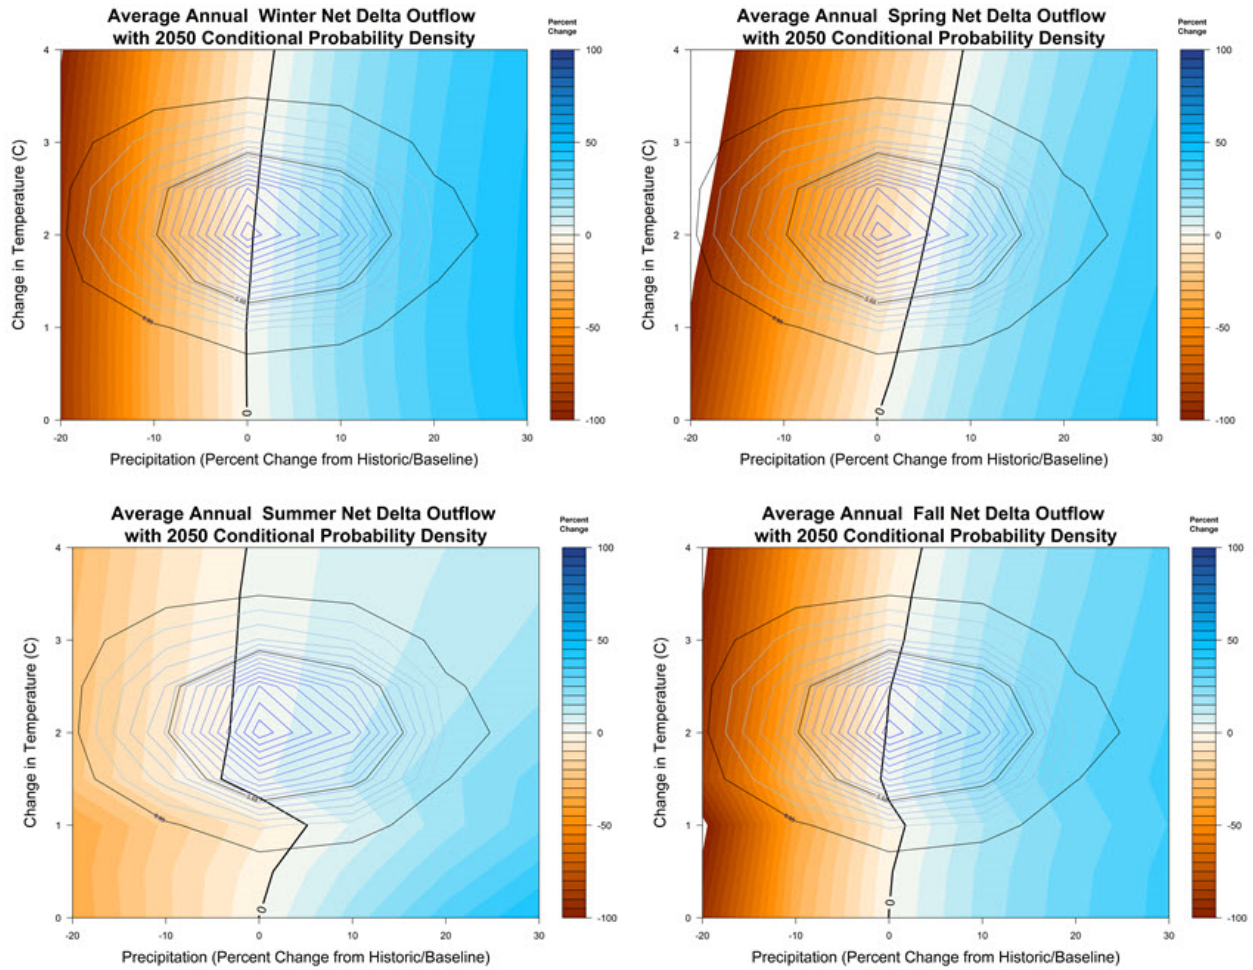 Average Annual  Winter Net Delta Outflow
with 2050 Conditional Probability Density
Percent
Change
4
3
2
1
0
-20
-10
0
10
20
30
0
100
50
0
-50
-100
Change in Temperature (C)
Precipitation (Percent Change from Historic/Baseline)
Average Annual  Spring Net Delta Outflow
with 2050 Conditional Probability Density
Percent
Change
4
3
2
1
0
-20
-10
0
10
20
30
0
100
50
0
-50
-100
Change in Temperature (C)
Precipitation (Percent Change from Historic/Baseline)
Average Annual  Summer Net Delta Outflow
with 2050 Conditional Probability Density
Percent
Change
4
3
2
1
0
-20
-10
0
10
20
30
0
100
50
0
-50
-100
Change in Temperature (C)
Precipitation (Percent Change from Historic/Baseline)
Average Annual  Fall Net Delta Outflow
with 2050 Conditional Probability Density
Percent
Change
4
3
2
1
0
-20
-10
0
10
20
30
0
100
50
0
-50
-100
Change in Temperature (C)
Precipitation (Percent Change from Historic/Baseline)